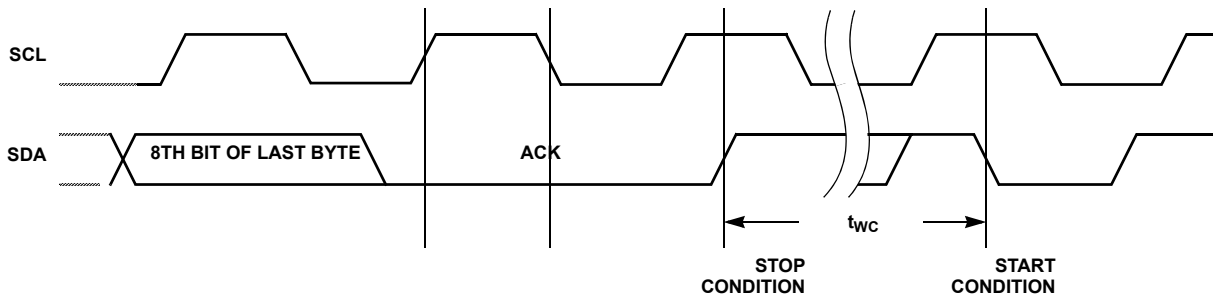 SCL
SDA
8TH BIT OF LAST BYTE
ACK
tWC
STOP
CONDITION
START
CONDITION